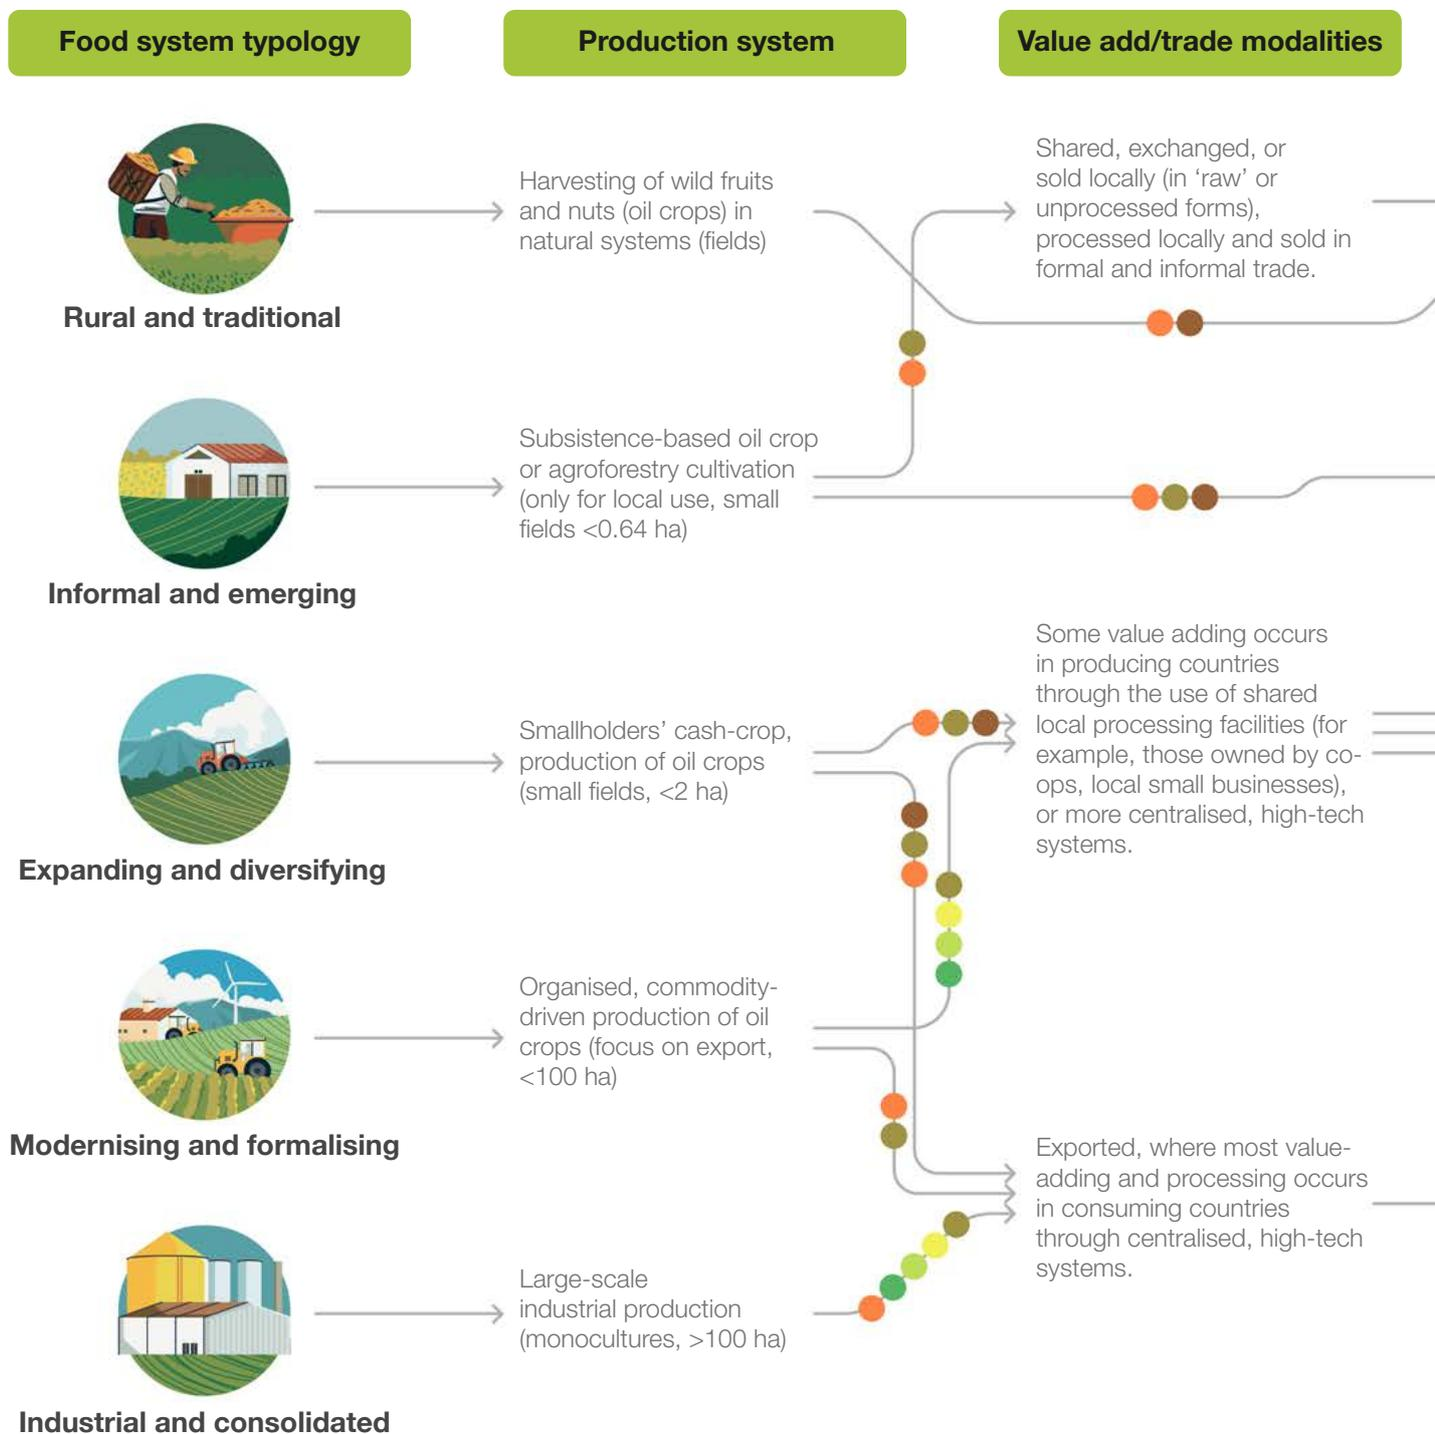 Food system typology
Production system
Value add/trade modalities
Rural and traditional
Harvesting of wild fruits
and nuts (oil crops) in
natural systems (fields)
Shared, exchanged, or
sold locally (in ‘raw’ or
unprocessed forms),
processed locally and sold in
formal and informal trade.
Informal and emerging
Subsistence-based oil crop
or agroforestry cultivation
(only for local use, small
fields <0.64 ha)
Expanding and diversifying
Smallholders’ cash-crop,
production of oil crops
(small fields, <2 ha)
Some value adding occurs
in producing countries
through the use of shared
local processing facilities (for
example, those owned by co-
ops, local small businesses),
or more centralised, high-tech
systems.
Modernising and formalising
Organised, commodity-
driven production of oil
crops (focus on export,
<100 ha)
Exported, where most value-
adding and processing occurs
in consuming countries
through centralised, high-tech
systems.
Industrial and consolidated
Large-scale
industrial production
(monocultures, >100 ha)